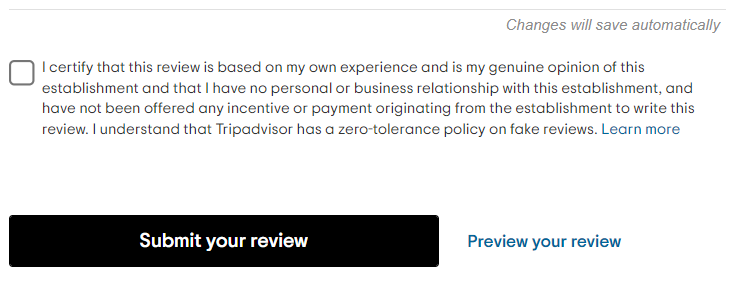 Changes will save automatically
I certify that this review is based on my own experience and is my genuine opinion of this
establishment and that I have no personal or business relationship with this establishment, and
have not been offered any incentive or payment originating from the establishment to write this
review. I understand that Tripadvisor has a zero-tolerance policy on fake reviews. Learn more
Submit your review
Preview your review